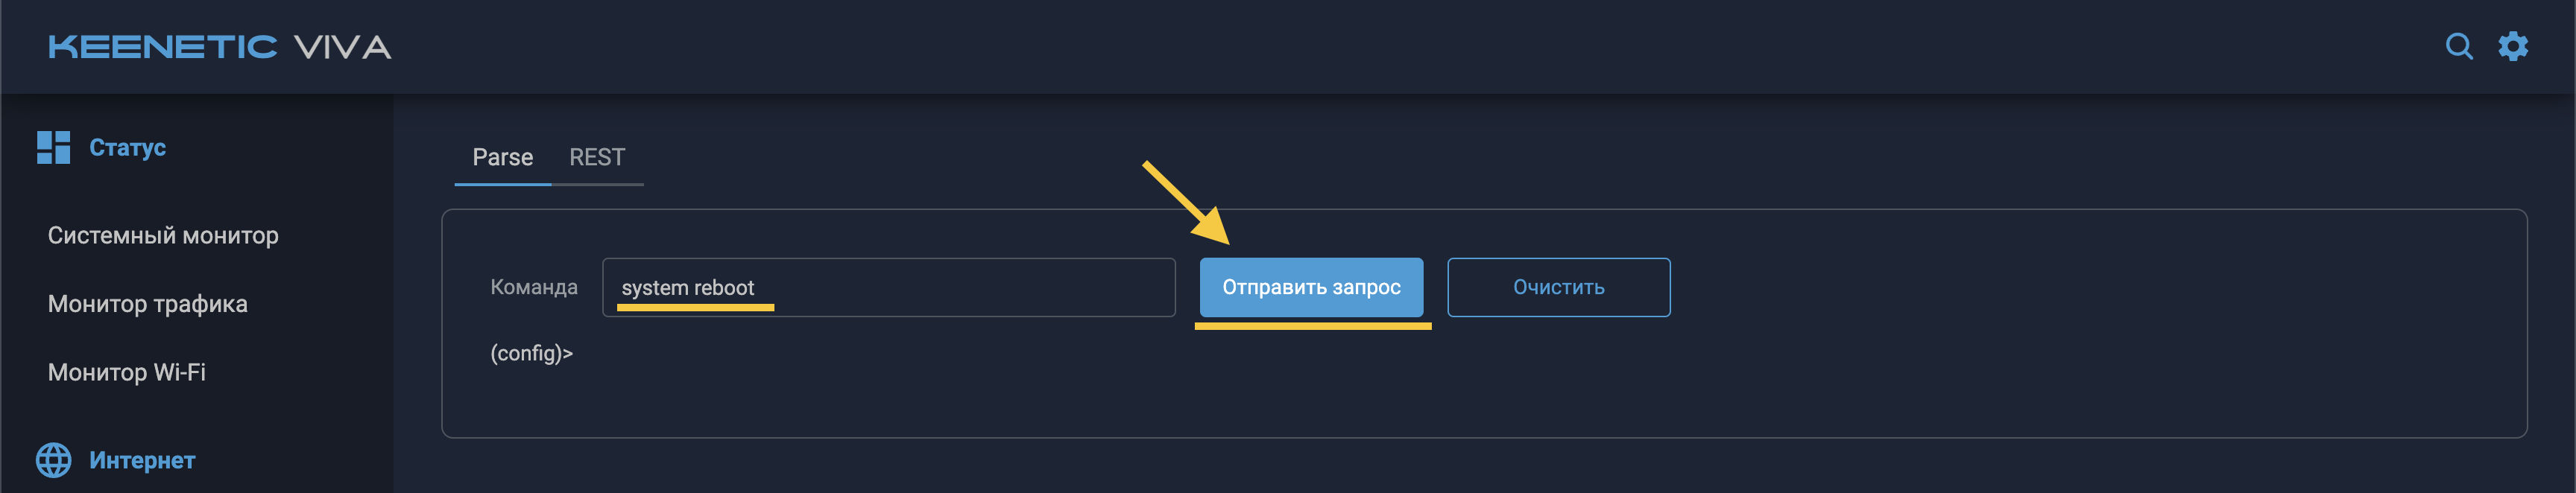 KEENETIC VIVA
Статус
Системный монитор
Монитор трафика
Монитор Wi-Fi
Интернет
Parse REST
Команда system reboot Отправить запрос Очистить
(config)>